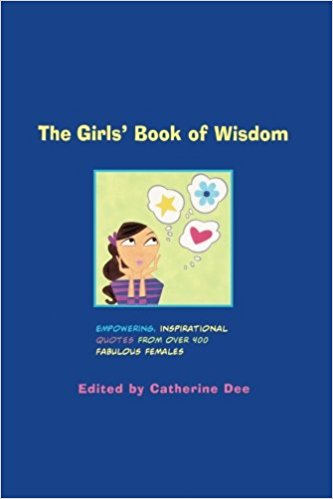 The Girls' Book of Wisdom
EMPOWERING, INSPIRATIONAL
QUOTES FROM OVER 400
FABULOUS FEMALES
Edited by Catherine Dee